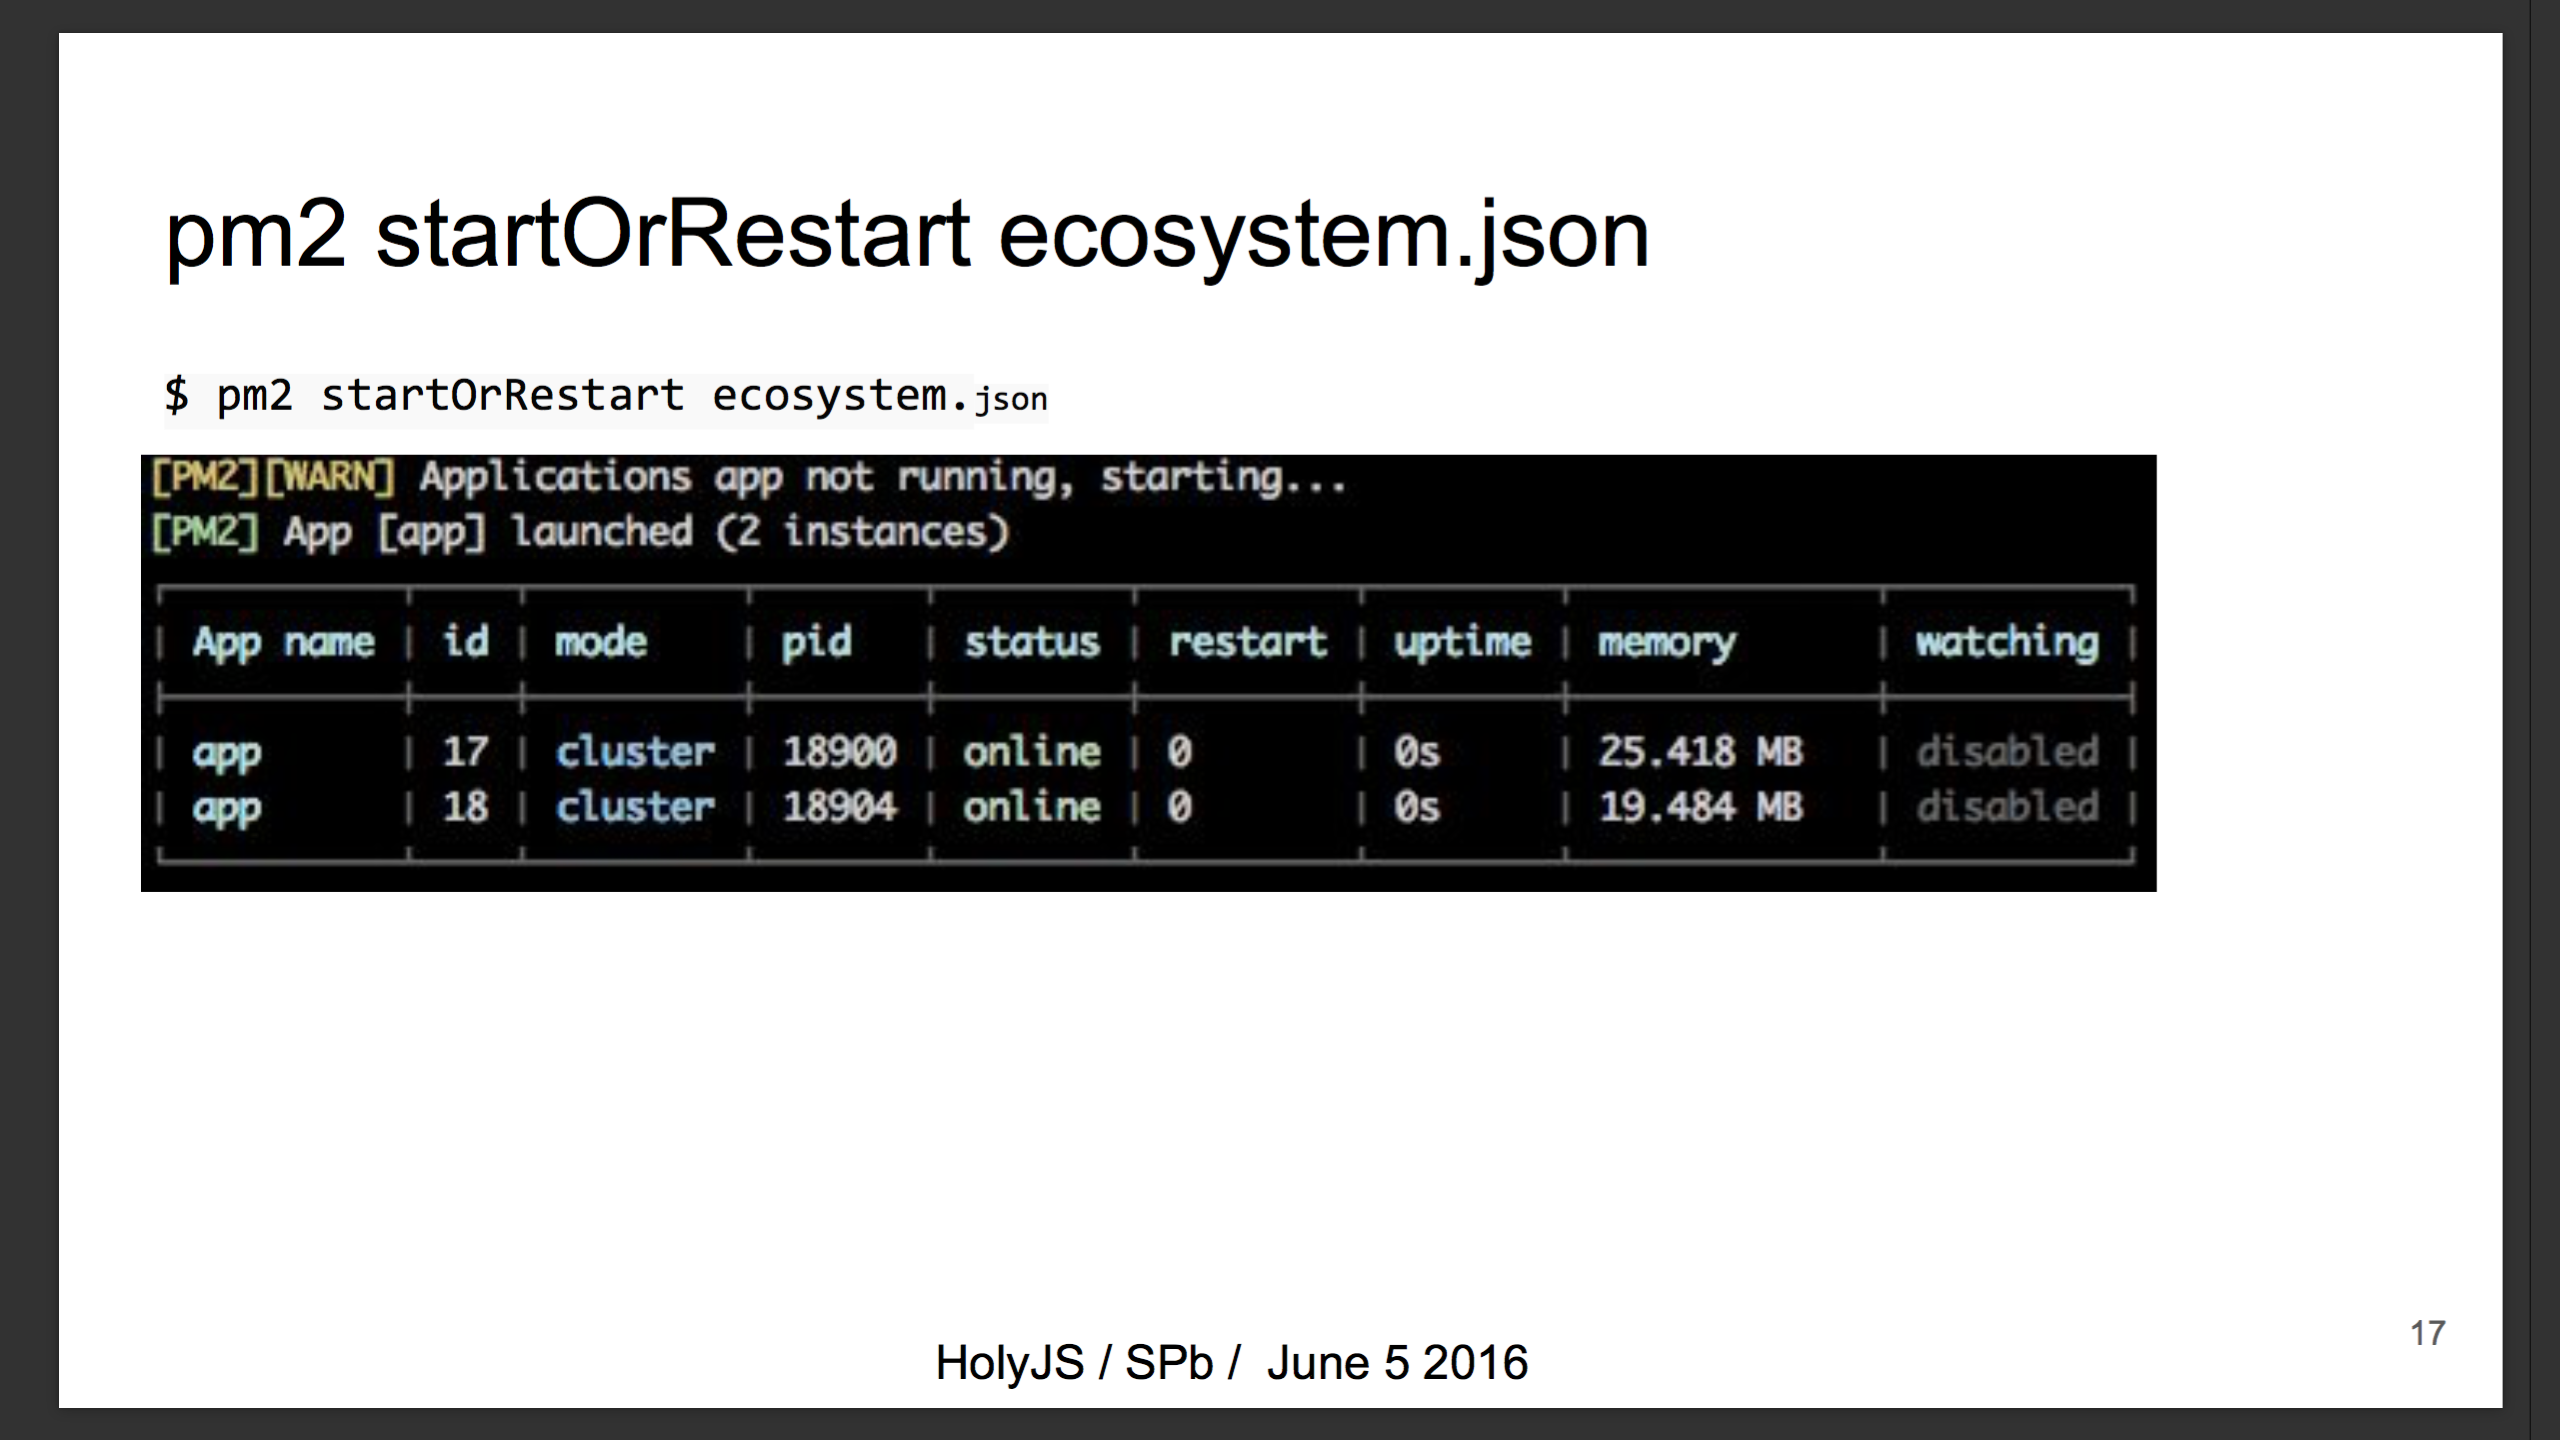 pm2 startOrRestart ecosystem.json
$ pm2 startOrRestart ecosystem.json
[PM2][WARN] Applications app not running, starting...
[PM2] App [app] launched (2 instances)
App name | id | mode | pid | status | restart | uptime | memory | watching
app | 17 | cluster | 18900 | online | 0 | 0s | 25.418 MB | disabled
app | 18 | cluster | 18904 | online | 0 | 0s | 19.484 MB | disabled
17
HolyJS / SPb / June 5 2016